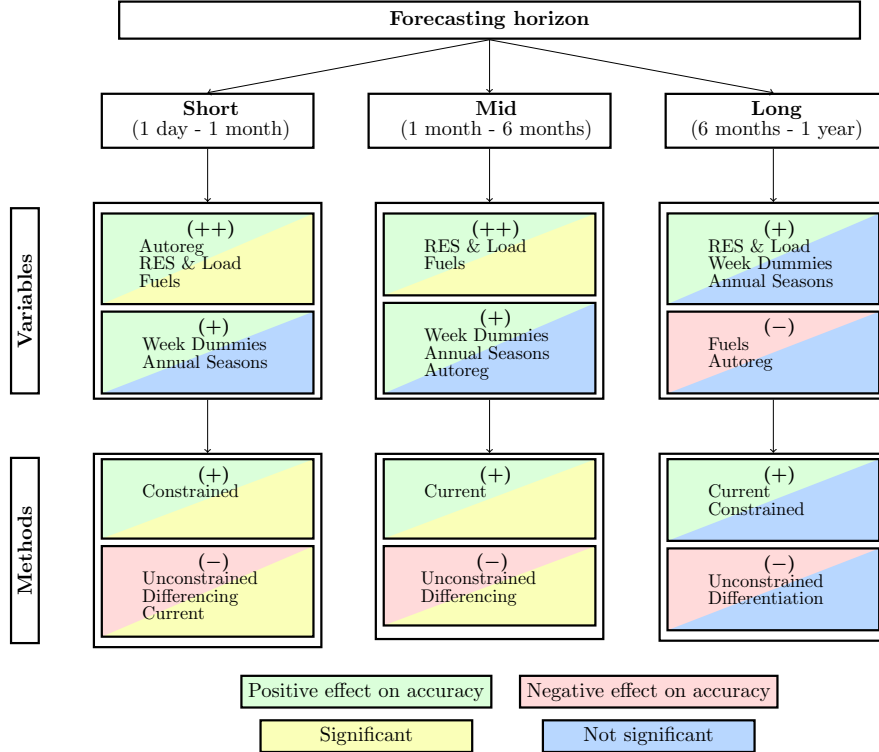 Forecasting horizon
Short
(1 day - 1 month)
Mid
(1 month - 6 months)
Long
(6 months - 1 year)
Variables
(++)
Autoreg
RES & Load
Fuels
(+)
Week Dummies
Annual Seasons
(++)
RES & Load
Fuels
(+)
Week Dummies
Annual Seasons
Autoreg
(+)
RES & Load
Week Dummies
Annual Seasons
(−)
Fuels
Autoreg
Methods
(+)
Constrained
(−)
Unconstrained
Differencing
Current
(+)
Current
(−)
Unconstrained
Differencing
(+)
Current
Constrained
(−)
Unconstrained
Differentiation
Positive effect on accuracy
Negative effect on accuracy
Significant
Not significant